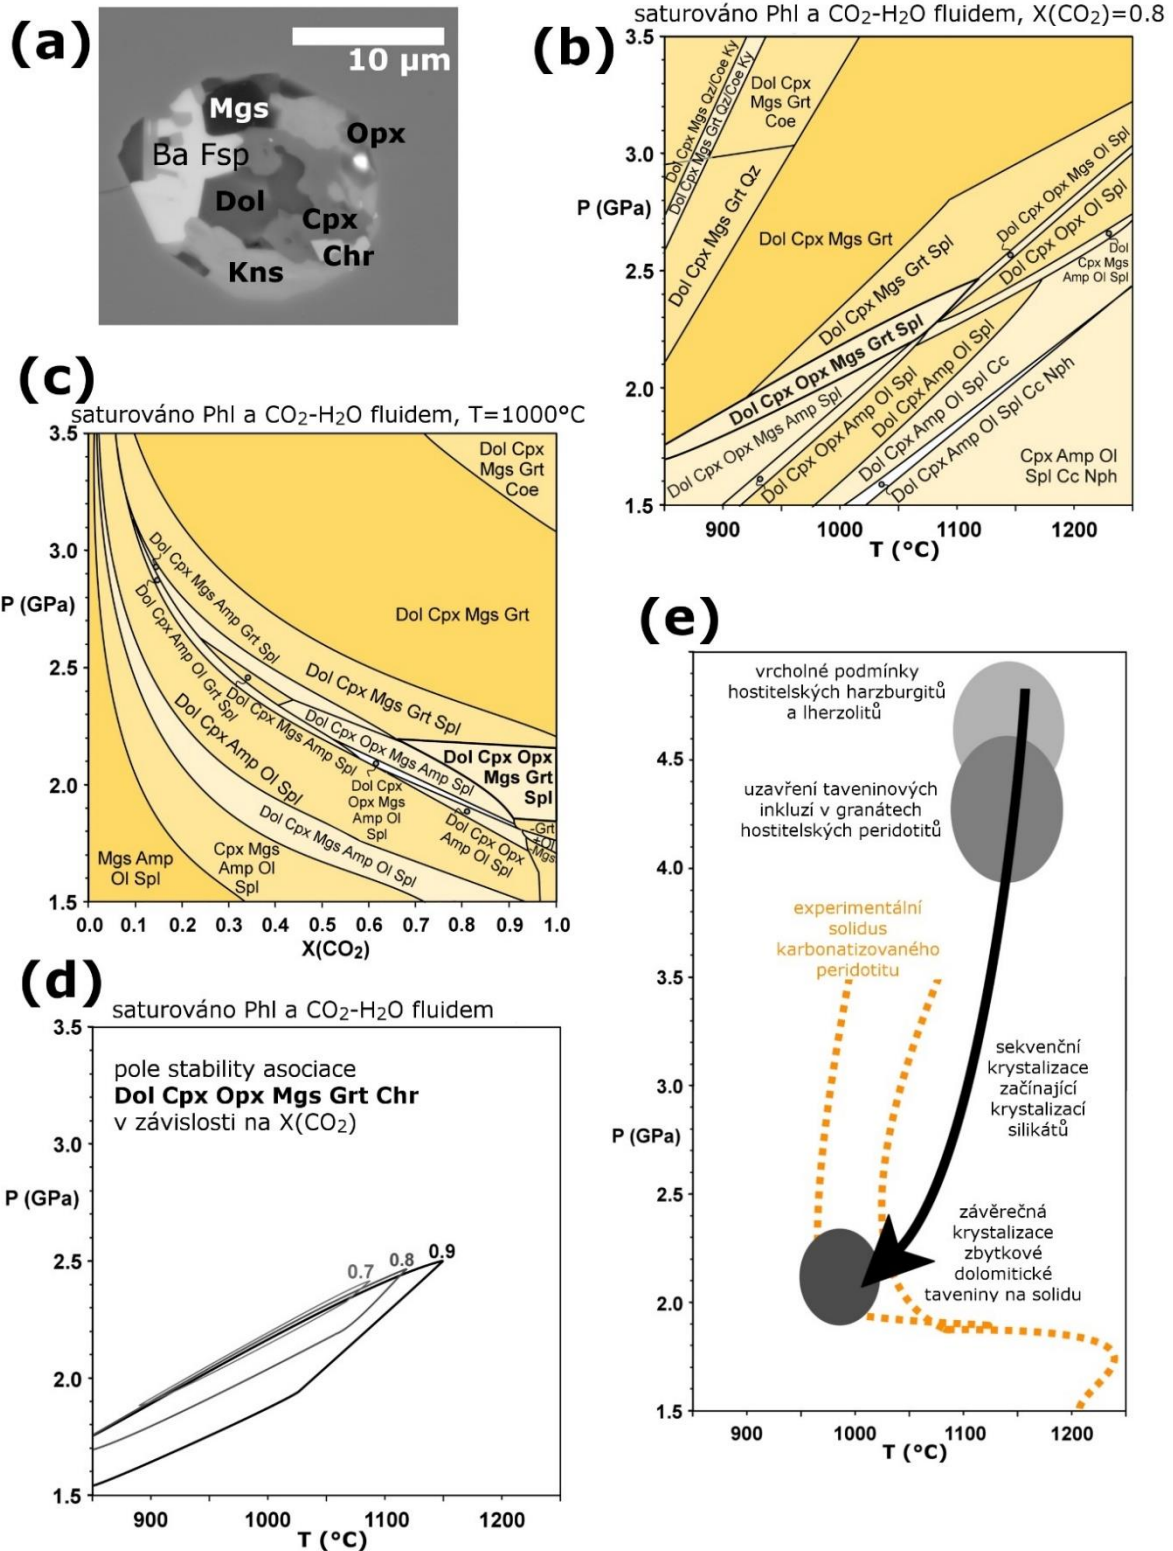 (a)
10 µm
Mgs
Opx
Ba Fsp
Dol
Cpx
Chr
Kns
saturováno Phl a CO₂-H₂O fluidem, X(CO₂)=0.8
(b)
3.5
3.0
P (GPa)
2.5
2.0
1.5
900
1000
1100
1200
T (°C)
Dol Cpx Mgs Qz/Coe Ky
Dol Cpx Mgs Grt Qz/Coe Ky
Dol Cpx
Mgs Grt
Coe
Dol Cpx Mgs Grt Qz
Dol Cpx Mgs Grt
Dol Cpx Mgs Grt Spl
Dol Cpx Opx Mgs Grt Spl
Dol Cpx Opx Mgs Ol Spl
Dol Cpx Opx Ol Spl
Dol
Cpx Mgs
Amp Ol Spl
Dol Cpx Opx Mgs Amp Spl
Dol Cpx Opx Amp Ol Spl
Dol Cpx Amp Ol Spl
Dol Cpx Amp Ol Spl Cc
Dol Cpx Amp Ol Spl Cc Nph
Cpx Amp Ol
Spl Cc Nph
(c)
saturováno Phl a CO₂-H₂O fluidem, T=1000°C
3.5
3.0
P (GPa)
2.5
2.0
1.5
0.0
0.1
0.2
0.3
0.4
0.5
0.6
0.7
0.8
0.9
1.0
X(CO₂)
Dol Cpx
Mgs Grt
Coe
Dol Cpx Mgs Grt
Dol Cpx Mgs Amp Grt Spl
Dol Cpx Mgs Grt Spl
Dol Cpx Amp Ol Grt Spl
Dol Cpx Mgs Amp Spl
Dol Cpx Opx Mgs Amp Spl
Dol Cpx Opx
Mgs Grt
Spl
Dol Cpx Amp Ol Spl
Dol Cpx
Opx Mgs
Amp Ol
Spl
Dol Cpx Opx
Amp Ol Spl
-Grt
+Ol
-Mgs
Dol Cpx Mgs Amp Ol Spl
Cpx Mgs
Amp Ol
Spl
Mgs Amp
Ol Spl
(d)
saturováno Phl a CO₂-H₂O fluidem
pole stability asociace
Dol Cpx Opx Mgs Grt Chr
v závislosti na X(CO₂)
3.5
3.0
P (GPa)
2.5
2.0
1.5
0.7
0.8
0.9
900
1000
1100
1200
T (°C)
(e)
vrcholné podmínky
hostitelských harzburgitů
a lherzolitů
uzavření taveninových
inkluzí v granátech
hostitelských peridotitů
experimentální
solidus
karbonatizovaného
peridotitu
sekvenční
krystalizace
začínající
krystalizací
silikátů
závěrečná
krystalizace
zbytkové
dolomitické
taveniny na solidu
4.5
4.0
3.5
3.0
P (GPa)
2.5
2.0
1.5
900
1000
1100
1200
T (°C)